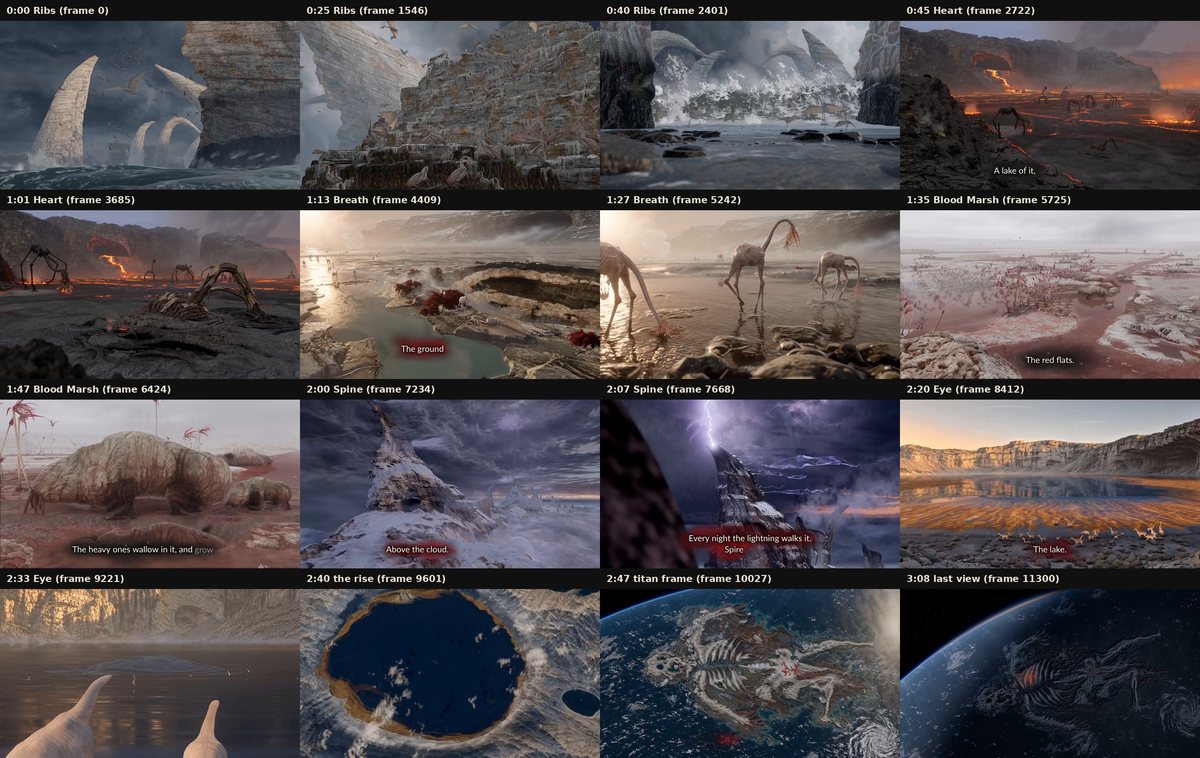 0:00 Ribs (frame 0)
0:25 Ribs (frame 1546)
0:40 Ribs (frame 2401)
0:45 Heart (frame 2722)
A lake of it.
1:01 Heart (frame 3685)
1:13 Breath (frame 4409)
1:27 Breath (frame 5242)
1:35 Blood Marsh (frame 5725)
The ground
The red flats.
1:47 Blood Marsh (frame 6424)
2:00 Spine (frame 7234)
2:07 Spine (frame 7668)
2:20 Eye (frame 8412)
The heavy ones wallow in it, and grow
Above the cloud.
Every night the lightning walks it.
Spire
The lake.
2:33 Eye (frame 9221)
2:40 the rise (frame 9601)
2:47 titan frame (frame 10027)
3:08 last view (frame 11300)